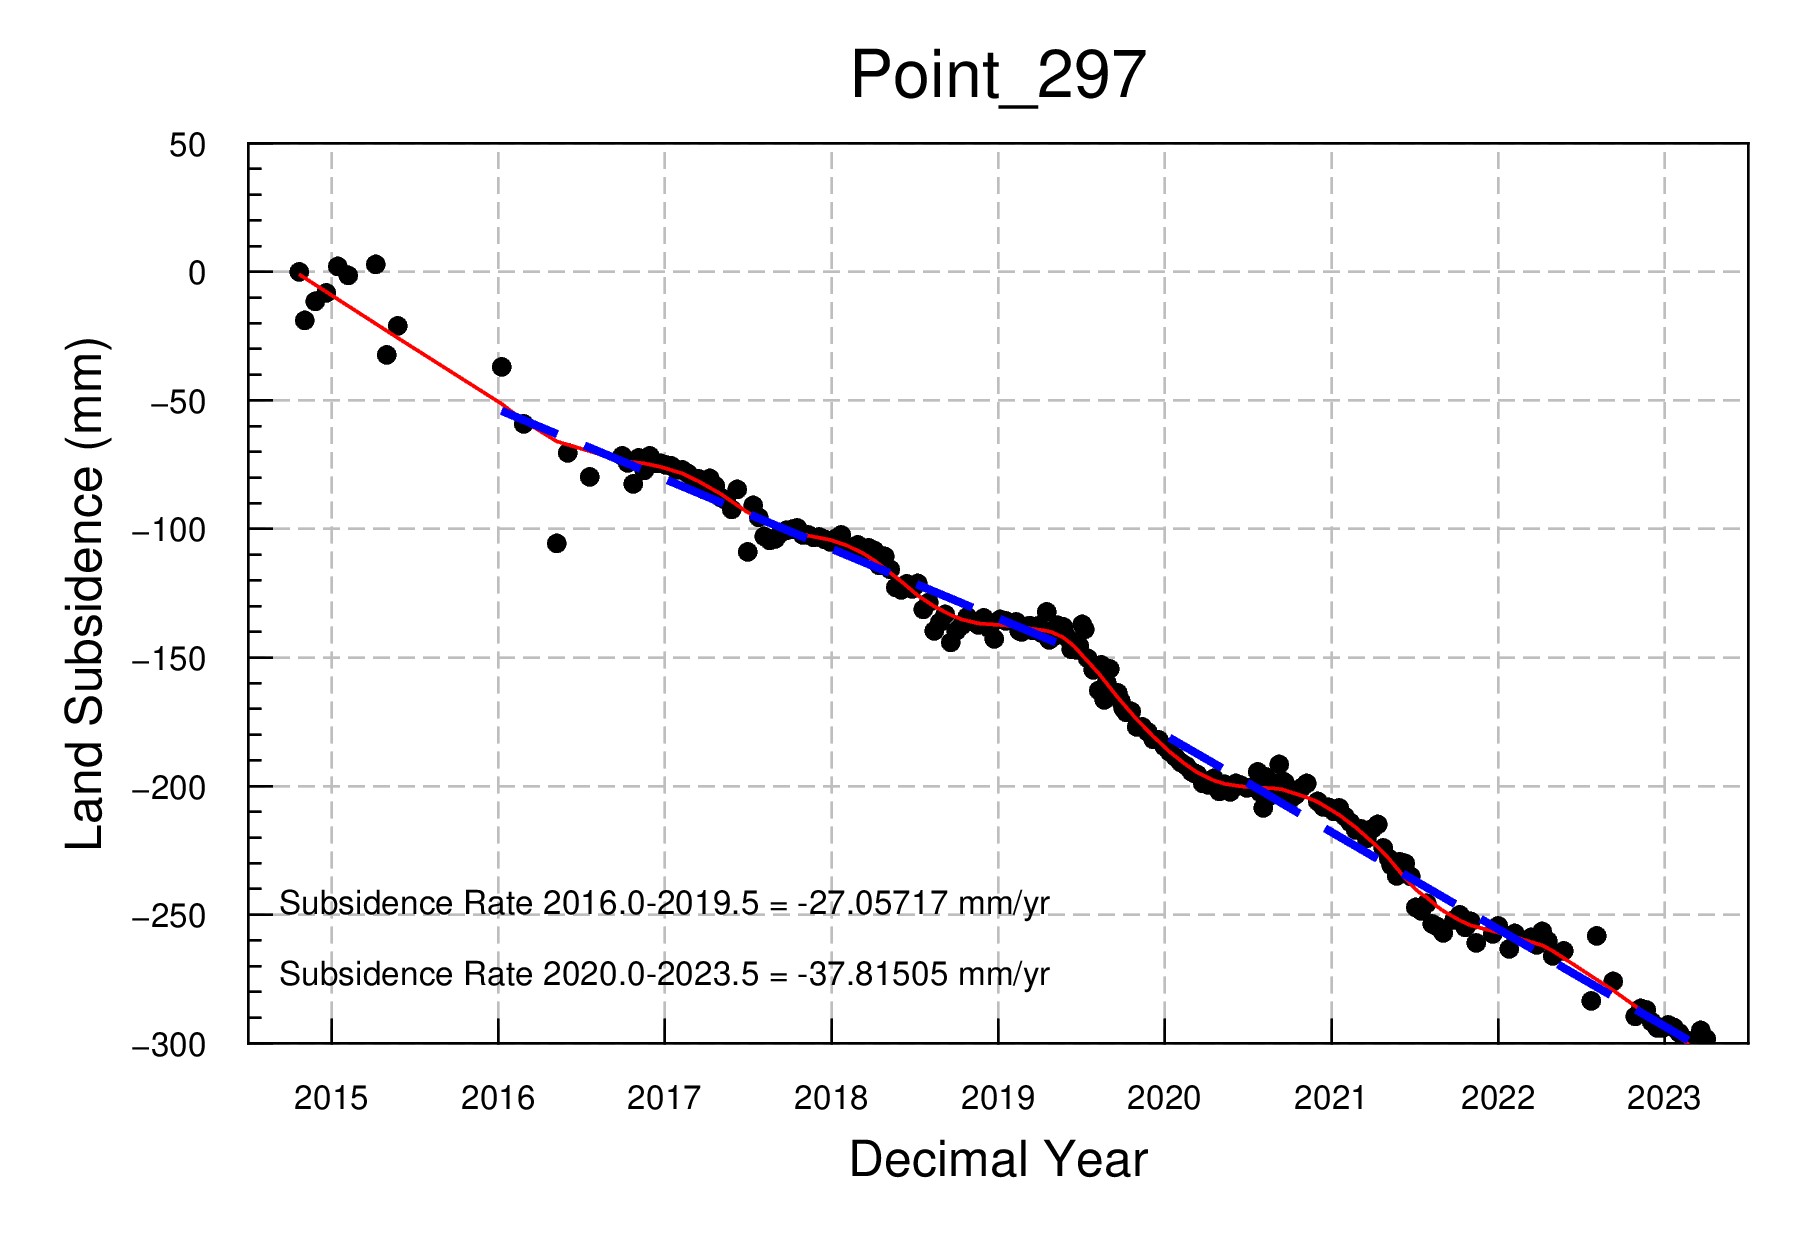 Point_297
50
0
−50
−100
−150
−200
−250
−300
Land Subsidence (mm)
Subsidence Rate 2016.0-2019.5 = -27.05717 mm/yr
Subsidence Rate 2020.0-2023.5 = -37.81505 mm/yr
2015 2016 2017 2018 2019 2020 2021 2022 2023
Decimal Year